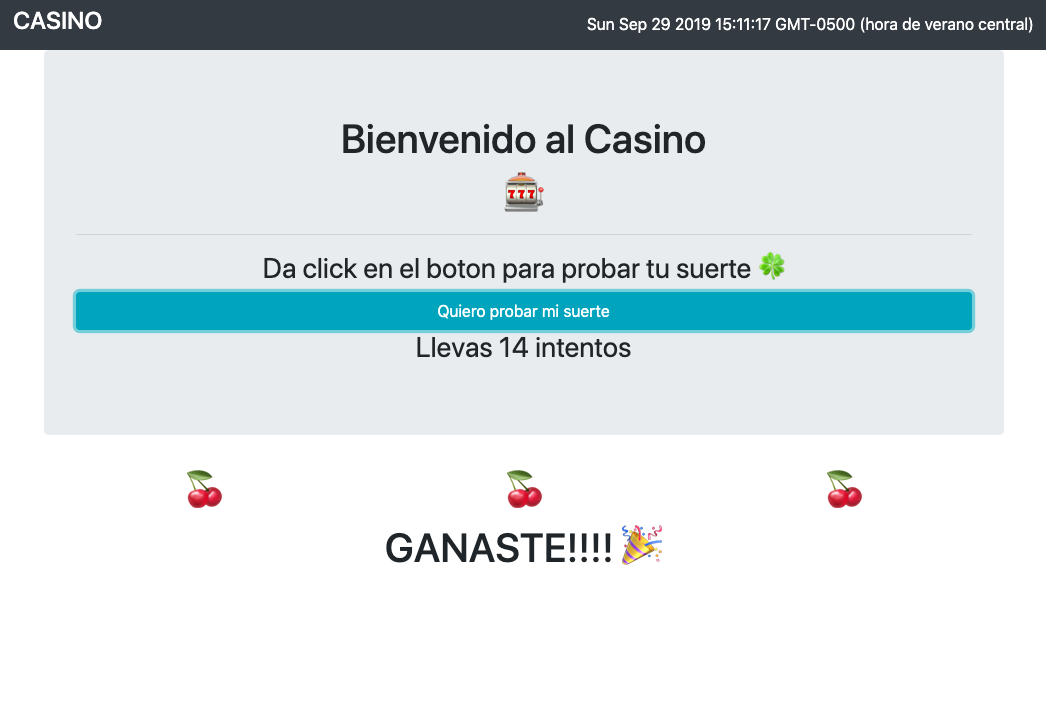 CASINO
Sun Sep 29 2019 15:11:17 GMT-0500 (hora de verano central)
Bienvenido al Casino
777
Da click en el boton para probar tu suerte
Quiero probar mi suerte
Llevas 14 intentos
GANASTE!!!!